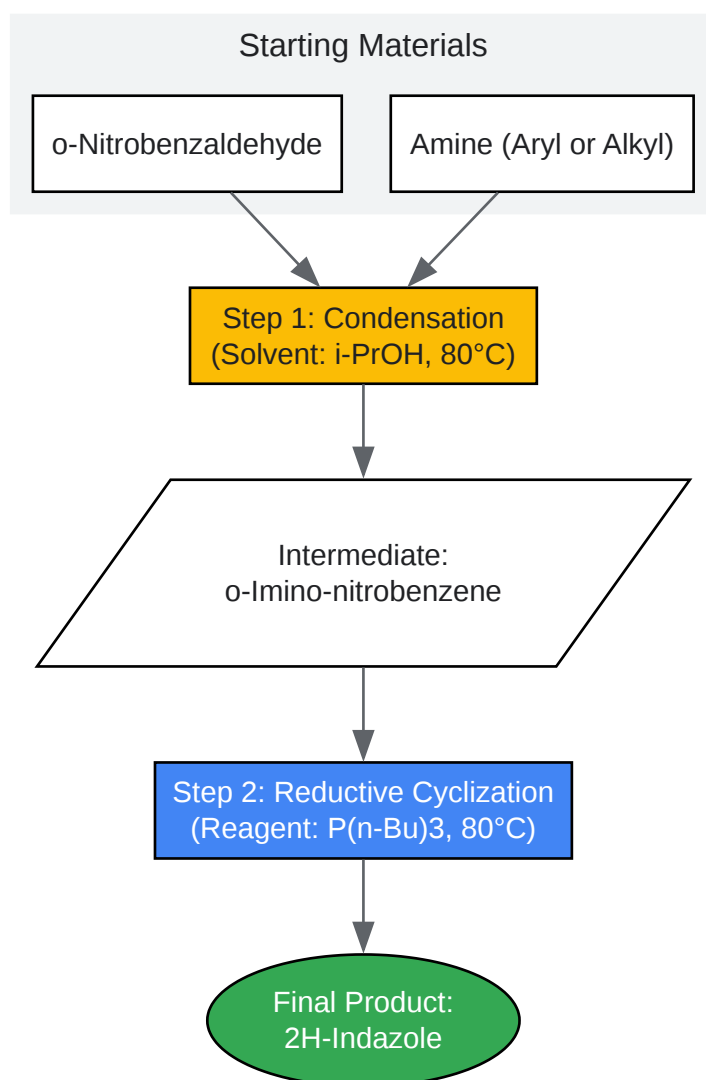 Starting Materials
o-Nitrobenzaldehyde
Amine (Aryl or Alkyl)
Step 1: Condensation
(Solvent: i-PrOH, 80°C)
Intermediate:
o-Imino-nitrobenzene
Step 2: Reductive Cyclization
(Reagent: P(n-Bu)3, 80°C)
Final Product:
2H-Indazole